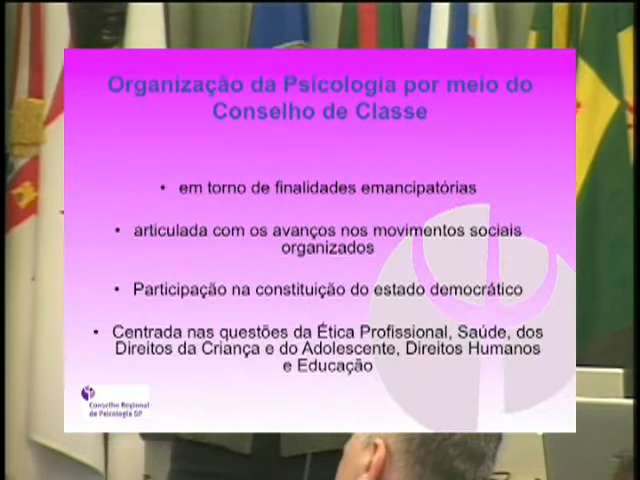 Organização da Psicologia por meio do
Conselho de Classe
• em torno de finalidades emancipatórias
• articulada com os avanços nos movimentos sociais
organizados
• Participação na constituição do estado democrático
• Centrada nas questões da Ética Profissional, Saúde, dos
Direitos da Criança e do Adolescente, Direitos Humanos
e Educação
Conselho Regional
de Psicologia SP